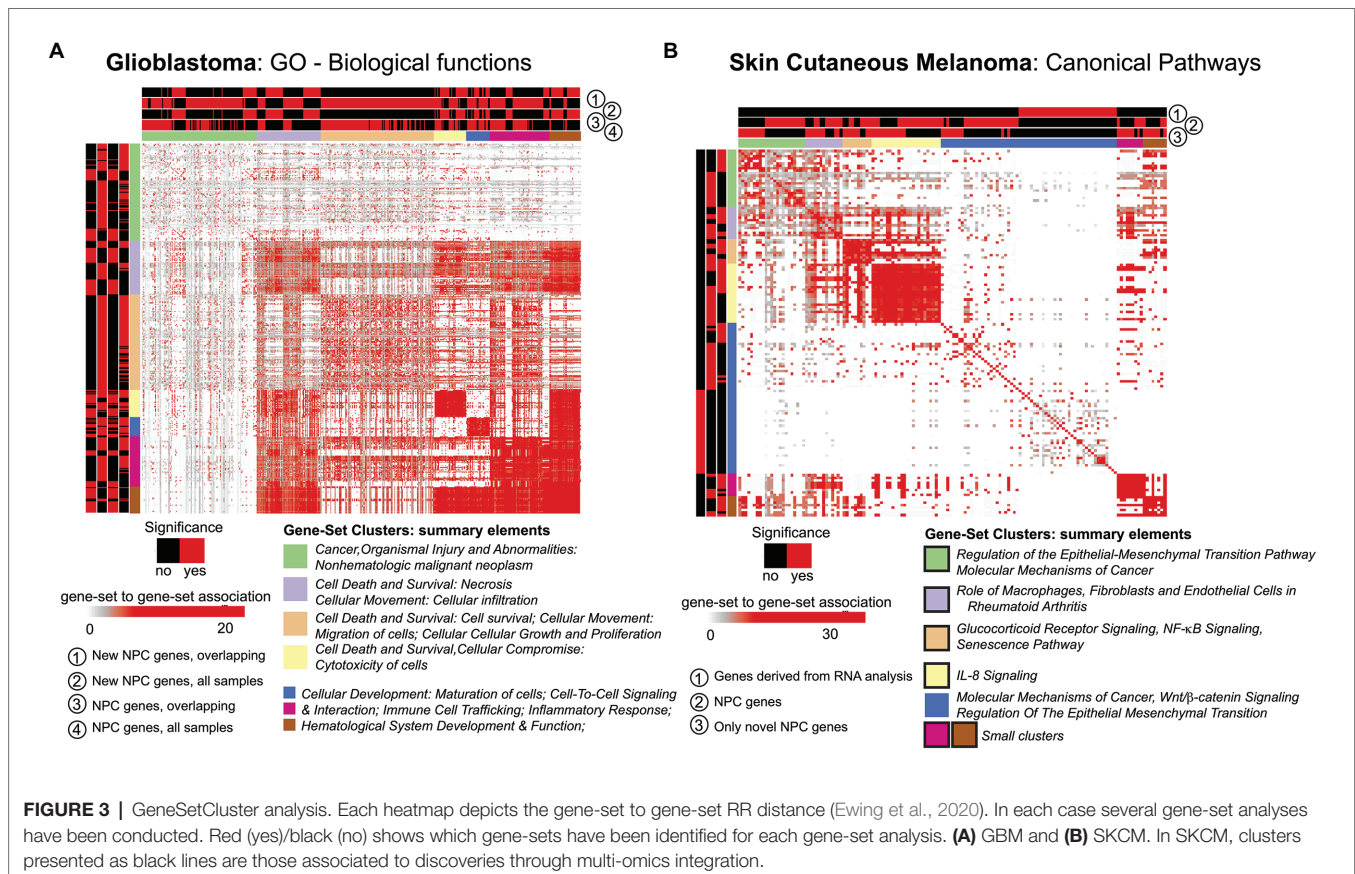 A
Glioblastoma: GO - Biological functions
1
2
3
4
Significance
no yes
gene-set to gene-set association
0 20
1 New NPC genes, overlapping
2 New NPC genes, all samples
3 NPC genes, overlapping
4 NPC genes, all samples
Gene-Set Clusters: summary elements
Cancer,Organismal Injury and Abnormalities:
Nonhematologic malignant neoplasm
Cell Death and Survival: Necrosis
Cellular Movement: Cellular infiltration
Cell Death and Survival: Cell survival; Cellular Movement:
Migration of cells; Cellular Cellular Growth and Proliferation
Cell Death and Survival,Cellular Compromise:
Cytotoxicity of cells
Cellular Development: Maturation of cells; Cell-To-Cell Signaling
& Interaction; Immune Cell Trafficking; Inflammatory Response;
Hematological System Development & Function;
B
Skin Cutaneous Melanoma: Canonical Pathways
1
2
3
Significance
no yes
gene-set to gene-set association
0 30
1 Genes derived from RNA analysis
2 NPC genes
3 Only novel NPC genes
Gene-Set Clusters: summary elements
Regulation of the Epithelial-Mesenchymal Transition Pathway
Molecular Mechanisms of Cancer
Role of Macrophages, Fibroblasts and Endothelial Cells in
Rheumatoid Arthritis
Glucocorticoid Receptor Signaling, NF-κB Signaling,
Senescence Pathway
IL-8 Signaling
Molecular Mechanisms of Cancer, Wnt/β-catenin Signaling
Regulation Of The Epithelial Mesenchymal Transition
Small clusters
FIGURE 3 | GeneSetCluster analysis. Each heatmap depicts the gene-set to gene-set RR distance (Ewing et al., 2020). In each case several gene-set analyses
have been conducted. Red (yes)/black (no) shows which gene-sets have been identified for each gene-set analysis. (A) GBM and (B) SKCM. In SKCM, clusters
presented as black lines are those associated to discoveries through multi-omics integration.